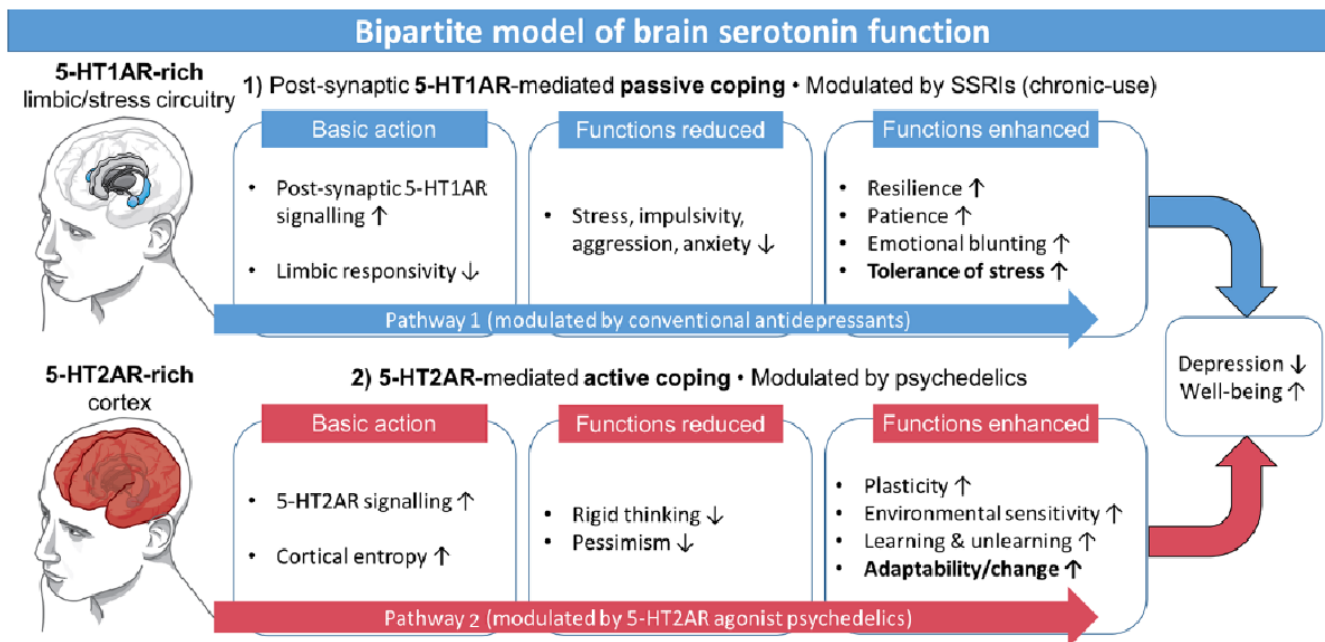 Bipartite model of brain serotonin function
5-HT1AR-rich
limbic/stress circuitry
1) Post-synaptic 5-HT1AR-mediated passive coping • Modulated by SSRIs (chronic-use)
Basic action
• Post-synaptic 5-HT1AR
signalling ↑
• Limbic responsivity ↓
Functions reduced
• Stress, impulsivity,
aggression, anxiety ↓
Functions enhanced
• Resilience ↑
• Patience ↑
• Emotional blunting ↑
• Tolerance of stress ↑
Pathway 1 (modulated by conventional antidepressants)
5-HT2AR-rich
cortex
2) 5-HT2AR-mediated active coping • Modulated by psychedelics
Basic action
• 5-HT2AR signalling ↑
• Cortical entropy ↑
Functions reduced
• Rigid thinking ↓
• Pessimism ↓
Functions enhanced
• Plasticity ↑
• Environmental sensitivity ↑
• Learning & unlearning ↑
• Adaptability/change ↑
Pathway 2 (modulated by 5-HT2AR agonist psychedelics)
Depression ↓
Well-being ↑